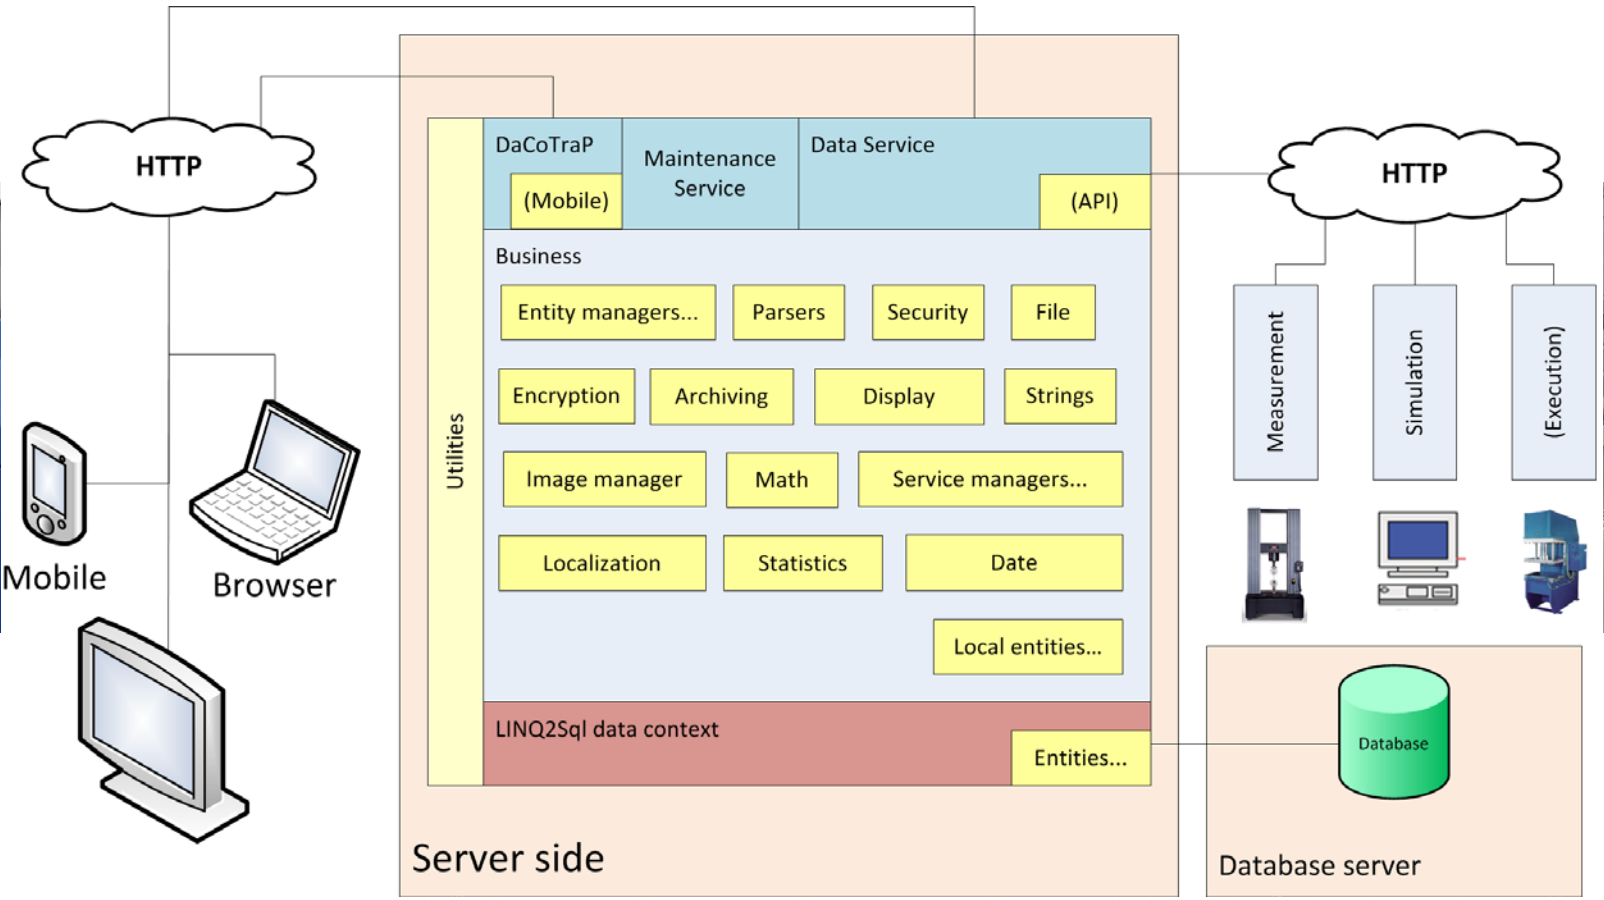 HTTP
Mobile
Browser
DaCoTraP
(Mobile)
Maintenance
Service
Data Service
(API)
Utilities
Business
Entity managers...
Parsers
Security
File
Encryption
Archiving
Display
Strings
Image manager
Math
Service managers...
Localization
Statistics
Date
Local entities...
LINQ2Sql data context
Entities...
Server side
HTTP
Measurement
Simulation
(Execution)
Database
Database server